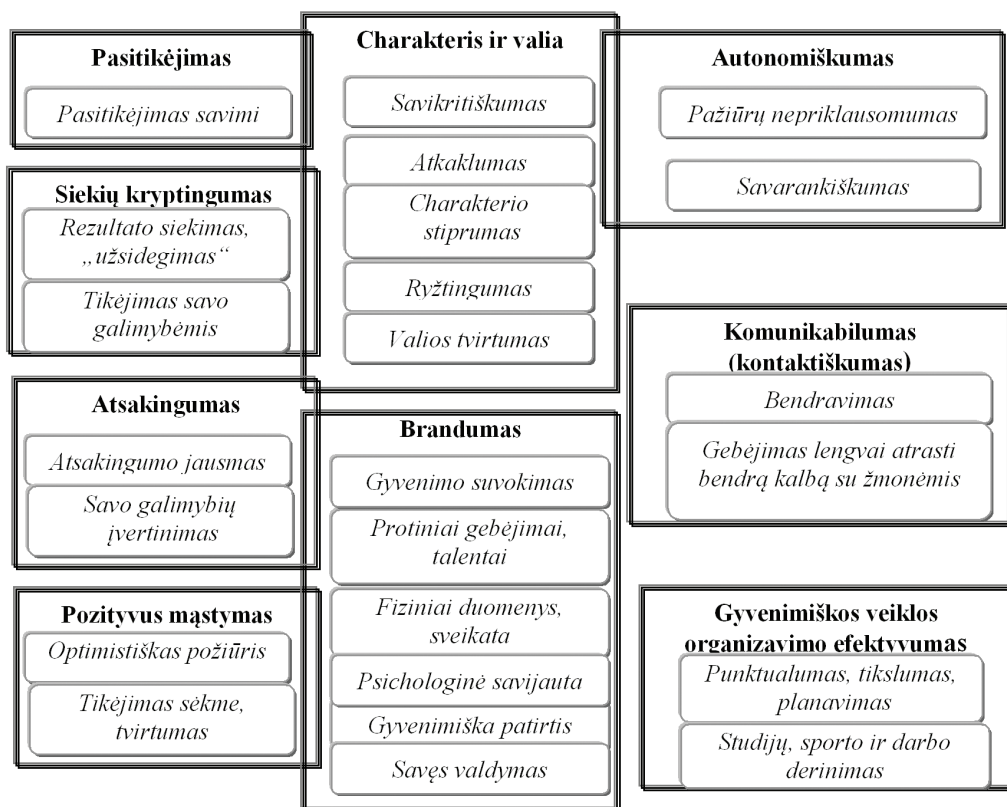 Pasitikėjimas
Pasitikėjimas savimi
Siekių kryptingumas
Rezultato siekimas,
„užsidegimas“
Tikėjimas savo
galimybėmis
Atsakingumas
Atsakingumo jausmas
Savo galimybių
įvertinimas
Pozityvus mąstymas
Optimistiškas požiūris
Tikėjimas sėkme,
tvirtumas
Charakteris ir valia
Savikritiškumas
Atkaklumas
Charakterio
stiprumas
Ryžtingumas
Valios tvirtumas
Brandumas
Gyvenimo suvokimas
Protiniai gebėjimai,
talentai
Fiziniai duomenys,
sveikata
Psichologinė savijauta
Gyvenimiška patirtis
Savęs valdymas
Autonomiškumas
Pažiūrų nepriklausomumas
Savarankiškumas
Komunikabilumas
(kontaktiškumas)
Bendravimas
Gebėjimas lengvai atrasti
bendrą kalbą su žmonėmis
Gyvenimiškos veiklos
organizavimo efektyvumas
Punktualumas, tikslumas,
planavimas
Studijų, sporto ir darbo
derinimas